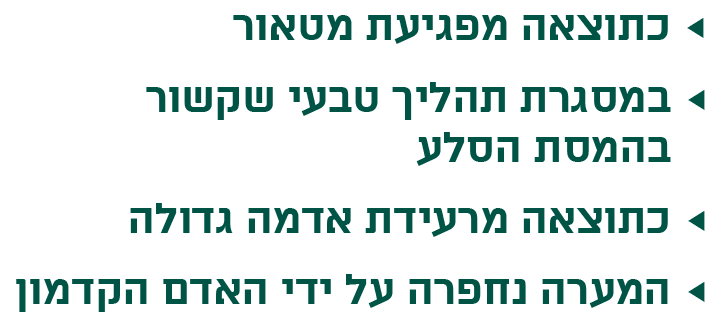 כתוצאה מפגיעת מטאור
במסגרת תהליך טבעי שקשור
בהמסת הסלע
כתוצאה מרעידת אדמה גדולה
המערה נחפרה על ידי האדם הקדמון